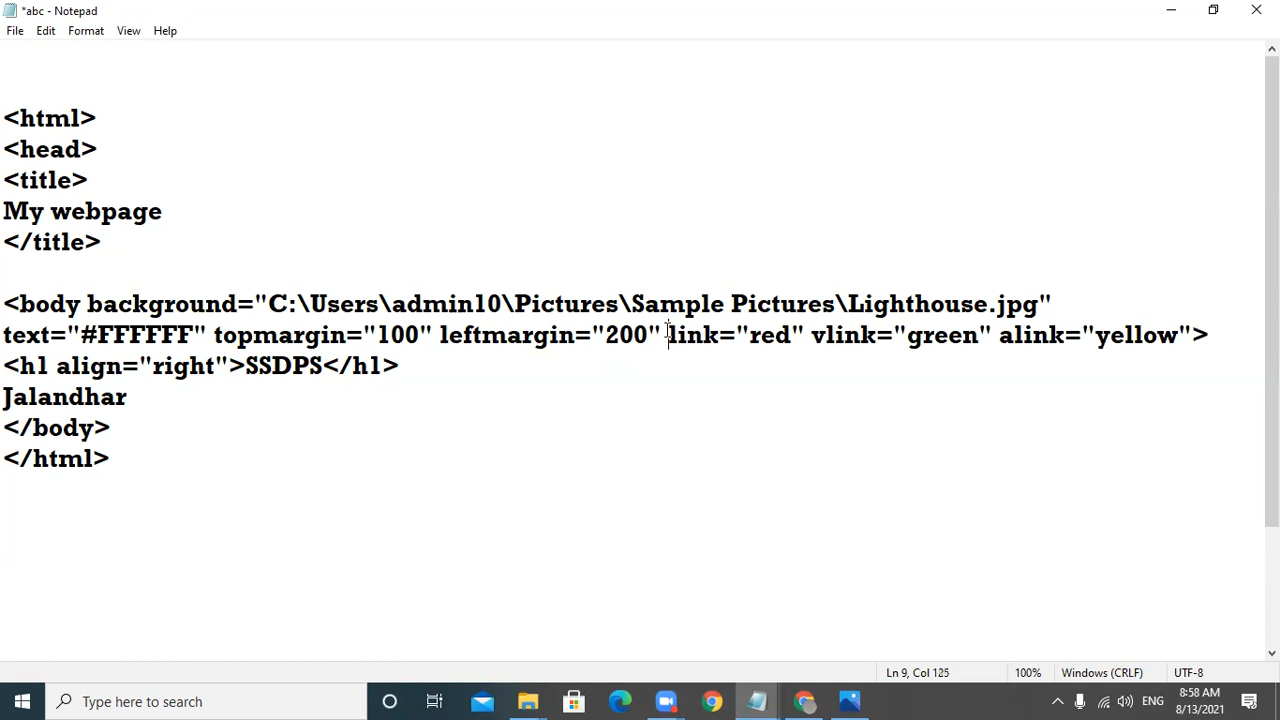 *abc - Notepad
File Edit Format View Help
<html>
<head>
<title>
My webpage
</title>
<body background="C:\Users\admin10\Pictures\Sample Pictures\Lighthouse.jpg"
text="#FFFFFF" topmargin="100" leftmargin="200" link="red" vlink="green" alink="yellow">
<h1 align="right">SSDPS</h1>
Jalandhar
</body>
</html>
Ln 9, Col 125 100% Windows (CRLF) UTF-8
Type here to search ENG 8:58 AM
8/13/2021